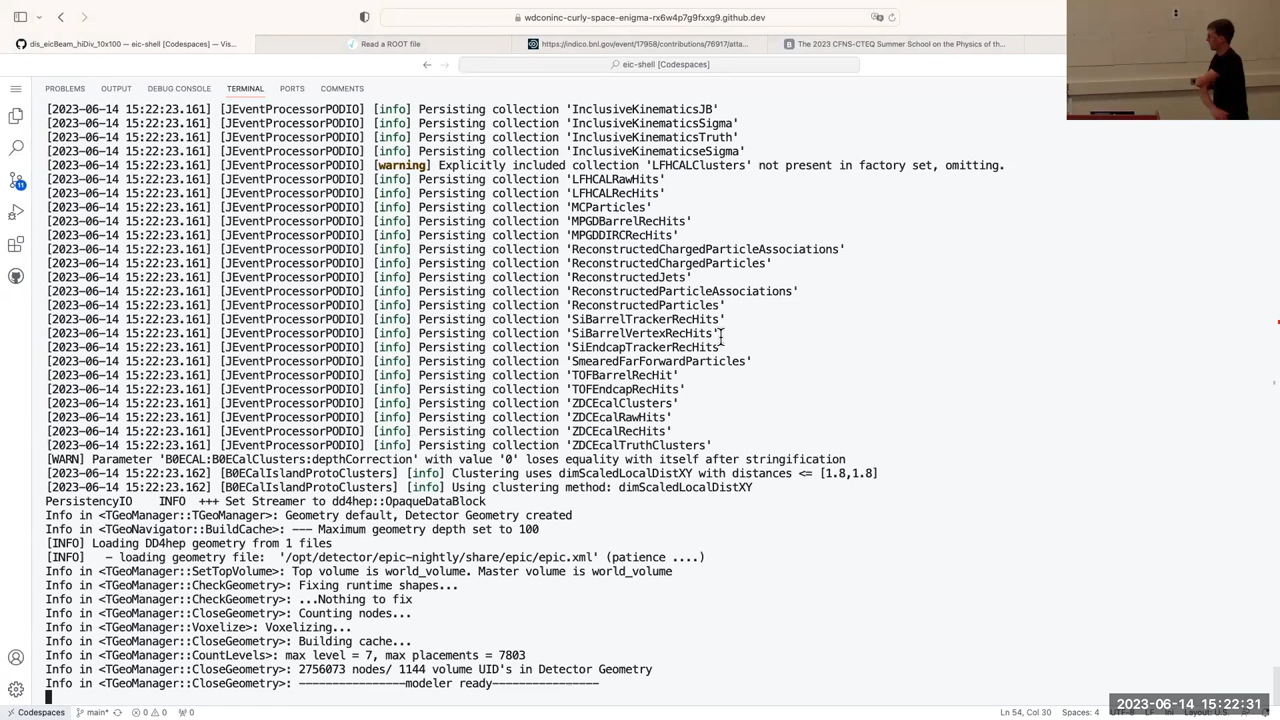 wdconinc-curly-space-enigma-rx6w4p7g9fxxg9.github.dev
dis_eicBeam_hiDiv_10x100 — eic-shell [Codespaces] — Vis...
Read a ROOT file
https://indico.bnl.gov/event/17958/contributions/76917/atta...
The 2023 CFNS-CTEQ Summer School on the Physics of th...
eic-shell [Codespaces]
PROBLEMS OUTPUT DEBUG CONSOLE TERMINAL PORTS COMMENTS
[2023-06-14 15:22:23.161] [JEventProcessorPODIO] [info] Persisting collection 'InclusiveKinematicsJB'
[2023-06-14 15:22:23.161] [JEventProcessorPODIO] [info] Persisting collection 'InclusiveKinematicsSigma'
[2023-06-14 15:22:23.161] [JEventProcessorPODIO] [info] Persisting collection 'InclusiveKinematicsTruth'
[2023-06-14 15:22:23.161] [JEventProcessorPODIO] [info] Persisting collection 'InclusiveKinematicseSigma'
[2023-06-14 15:22:23.161] [JEventProcessorPODIO] [warning] Explicitly included collection 'LFHCALClusters' not present in factory set, omitting.
[2023-06-14 15:22:23.161] [JEventProcessorPODIO] [info] Persisting collection 'LFHCALRawHits'
[2023-06-14 15:22:23.161] [JEventProcessorPODIO] [info] Persisting collection 'LFHCALRecHits'
[2023-06-14 15:22:23.161] [JEventProcessorPODIO] [info] Persisting collection 'MCParticles'
[2023-06-14 15:22:23.161] [JEventProcessorPODIO] [info] Persisting collection 'MPGDBarrelRecHits'
[2023-06-14 15:22:23.161] [JEventProcessorPODIO] [info] Persisting collection 'MPGDDIRCRecHits'
[2023-06-14 15:22:23.161] [JEventProcessorPODIO] [info] Persisting collection 'ReconstructedChargedParticleAssociations'
[2023-06-14 15:22:23.161] [JEventProcessorPODIO] [info] Persisting collection 'ReconstructedChargedParticles'
[2023-06-14 15:22:23.161] [JEventProcessorPODIO] [info] Persisting collection 'ReconstructedJets'
[2023-06-14 15:22:23.161] [JEventProcessorPODIO] [info] Persisting collection 'ReconstructedParticleAssociations'
[2023-06-14 15:22:23.161] [JEventProcessorPODIO] [info] Persisting collection 'ReconstructedParticles'
[2023-06-14 15:22:23.161] [JEventProcessorPODIO] [info] Persisting collection 'SiBarrelTrackerRecHits'
[2023-06-14 15:22:23.161] [JEventProcessorPODIO] [info] Persisting collection 'SiBarrelVertexRecHits'
[2023-06-14 15:22:23.161] [JEventProcessorPODIO] [info] Persisting collection 'SiEndcapTrackerRecHits'
[2023-06-14 15:22:23.161] [JEventProcessorPODIO] [info] Persisting collection 'SmearedFarForwardParticles'
[2023-06-14 15:22:23.161] [JEventProcessorPODIO] [info] Persisting collection 'TOFBarrelRecHit'
[2023-06-14 15:22:23.161] [JEventProcessorPODIO] [info] Persisting collection 'TOFEndcapRecHits'
[2023-06-14 15:22:23.161] [JEventProcessorPODIO] [info] Persisting collection 'ZDCEcalClusters'
[2023-06-14 15:22:23.161] [JEventProcessorPODIO] [info] Persisting collection 'ZDCEcalRawHits'
[2023-06-14 15:22:23.161] [JEventProcessorPODIO] [info] Persisting collection 'ZDCEcalRecHits'
[2023-06-14 15:22:23.161] [JEventProcessorPODIO] [info] Persisting collection 'ZDCEcalTruthClusters'
[WARN] Parameter 'B0ECAL:B0ECalClusters:depthCorrection' with value '0' loses equality with itself after stringification
[2023-06-14 15:22:23.162] [B0ECalIslandProtoClusters] [info] Clustering uses dimScaledLocalDistXY with distances <= [1.8,1.8]
[2023-06-14 15:22:23.162] [B0ECalIslandProtoClusters] [info] Using clustering method: dimScaledLocalDistXY
PersistencyIO    INFO  +++ Set Streamer to dd4hep::OpaqueDataBlock
Info in <TGeoManager::TGeoManager>: Geometry default, Detector Geometry created
Info in <TGeoNavigator::BuildCache>: --- Maximum geometry depth set to 100
[INFO] Loading DD4hep geometry from 1 files
[INFO]   - loading geometry file:  '/opt/detector/epic-nightly/share/epic/epic.xml' (patience ....)
Info in <TGeoManager::SetTopVolume>: Top volume is world_volume. Master volume is world_volume
Info in <TGeoManager::CheckGeometry>: Fixing runtime shapes...
Info in <TGeoManager::CheckGeometry>: ...Nothing to fix
Info in <TGeoManager::CloseGeometry>: Counting nodes...
Info in <TGeoManager::Voxelize>: Voxelizing...
Info in <TGeoManager::CloseGeometry>: Building cache...
Info in <TGeoManager::CountLevels>: max level = 7, max placements = 7803
Info in <TGeoManager::CloseGeometry>: 2756073 nodes/ 1144 volume UID's in Detector Geometry
Info in <TGeoManager::CloseGeometry>: ----------------modeler ready----------------
11
Codespaces main* 0 0 0 Ln 54, Col 30 Spaces: 4
2023-06-14 15:22:31